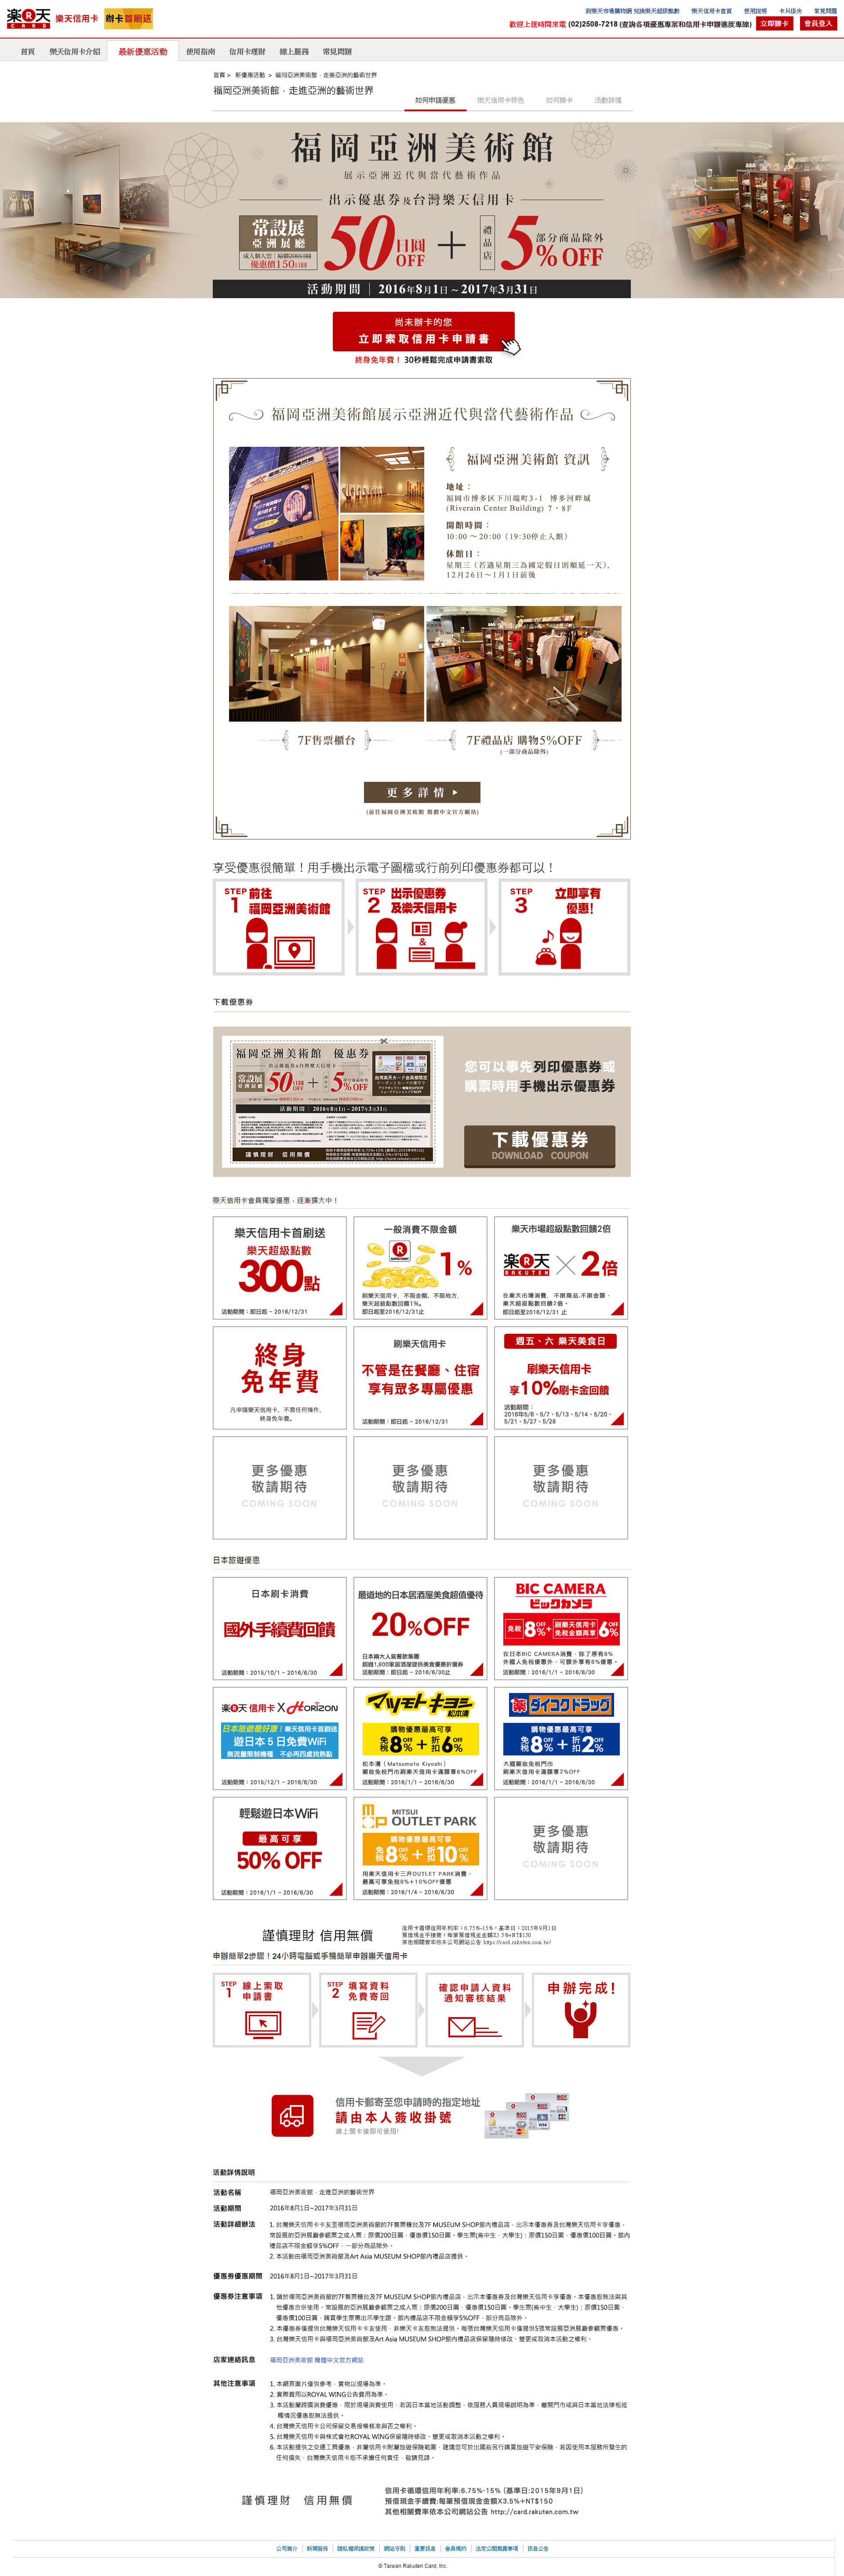 到樂天市場購物網 兌換樂天超級點數 樂天信用卡首頁 使用說明 卡片掛失 常見問題
樂天 CARD 樂天信用卡 辦卡首刷送
歡迎上班時間來電 (02)2508-7218 (查詢各項優惠專案和信用卡申辦進度專線) 立即辦卡 會員登入
首頁 樂天信用卡介紹 最新優惠活動 使用指南 信用卡理財 線上服務 常見問題
首頁 > 新優惠活動 > 福岡亞洲美術館．走進亞洲的藝術世界
福岡亞洲美術館．走進亞洲的藝術世界
如何申請優惠 樂天信用卡特色 如何辦卡 活動詳情
福岡亞洲美術館
展示亞洲近代與當代藝術作品
出示優惠券及台灣樂天信用卡
常設展
亞洲展廳
成人個人票：原價200日圓
優惠價150日圓
50日圓OFF + 禮品店 部分商品除外 5%OFF
活動期間 | 2016年8月1日~2017年3月31日
尚未辦卡的您
立即索取信用卡申請書
終身免年費！ 30秒輕鬆完成申請書索取
福岡亞洲美術館展示亞洲近代與當代藝術作品
福岡亞洲美術館 資訊
地址：
福岡市博多区下川端町3-1 博多河畔城
(Riverain Center Building) 7．8F
開館時間：
10:00～20:00（19:30停止入館）
休館日：
星期三（若遇星期三為國定假日則順延一天），
12月26日～1月1日前後
7F售票櫃台
7F禮品店 購物5%OFF
(一部分商品除外)
更多詳情
(前往福岡亞洲美術館 簡體中文官方網站)
享受優惠很簡單！用手機出示電子圖檔或行前列印優惠券都可以！
STEP 1 前往福岡亞洲美術館
STEP 2 出示優惠券及樂天信用卡
STEP 3 立即享有優惠!
下載優惠券
福岡亞洲美術館 優惠券
出示優惠券及台灣樂天信用卡
常設展 50日圓OFF + 5%OFF
活動期間 | 2016年8月1日~2017年3月31日
謹慎理財 信用無價
您可以事先列印優惠券或
購票時用手機出示優惠券
下載優惠券
DOWNLOAD COUPON
樂天信用卡會員獨享優惠，逐漸擴大中！
樂天信用卡首刷送
樂天超級點數
300點
活動期間：即日起 ~ 2016/12/31
一般消費不限金額
1%
刷樂天信用卡，不限金額，不限地方，
樂天超級點數回饋1%。
即日起至2016/12/31止
樂天市場超級點數回饋2倍
樂天 RAKUTEN × 2倍
在樂天市場消費，不限商品,不限金額，
樂天超級點數回饋2倍。
即日起至2016/12/31 止
終身
免年費
凡申請樂天信用卡，不需任何條件，
終身免年費。
刷樂天信用卡
不管是在餐廳、住宿
享有眾多專屬優惠
活動期間：即日起 ~ 2016/12/31
週五、六 樂天美食日
刷樂天信用卡
享10%刷卡金回饋
活動期間：
2016年5/6、5/7、5/13、5/14、5/20、
5/21、5/27、5/28
更多優惠
敬請期待
COMING SOON
更多優惠
敬請期待
COMING SOON
更多優惠
敬請期待
COMING SOON
日本旅遊優惠
日本刷卡消費
國外手續費回饋
活動期間：2015/10/1 ~ 2016/6/30
最道地的日本居酒屋美食超值優待
20%OFF
日本兩大人氣餐飲集團
超過1,800家居酒屋提供美食優惠折價券
活動期間：即日起 ~ 2016/6/30止
BIC CAMERA
ビックカメラ
免稅8%OFF+刷樂天信用卡免稅金額再享6%OFF
在日本BIC CAMERA消費，除了原有8%
外國人免稅優惠外，可額外享有6%優惠。
活動期間：2016/1/1 ~ 2016/6/30
樂天 信用卡 X HORIZON
日本旅遊最好康！樂天信用卡首刷送
遊日本 5 日免費WiFi
無流量限制機種 不必再四處找熱點
活動期間：2015/12/1 ~ 2016/6/30
マツモトキヨシ
松本清
購物優惠最高可享
免稅8%OFF+折扣6%OFF
松本清（Matsumoto Kiyoshi）
藥妝免稅門市刷樂天信用卡滿額享6%OFF
活動期間：2016/1/1 ~ 2016/6/30
薬 ダイコクドラッグ
購物優惠最高可享
免稅8%OFF+折扣2%OFF
大國藥妝免稅門市
刷樂天信用卡滿額享2%OFF
活動期間：2016/1/1 ~ 2016/6/30
輕鬆遊日本WiFi
最高可享
50% OFF
活動期間：2016/1/1 ~ 2016/6/30
MITSUI
OUTLET PARK
購物優惠最高可享
免稅8%OFF+折扣10%OFF
用樂天信用卡三井OUTLET PARK消費，
最高可享免稅8%+10%OFF優惠
活動期間：2016/1/4 ~ 2016/6/30
更多優惠
敬請期待
COMING SOON
謹慎理財 信用無價
信用卡循環信用年利率：6.75%~15%。基準日：2015年9月1日
預借現金手續費：每筆預借現金金額X3.5%+NT$150
其他相關費率依本公司網站公告 https://card.rakuten.com.tw/
申辦簡單2步驟！24小時電腦或手機簡單申辦樂天信用卡
STEP 1 線上索取申請書
STEP 2 填寫資料免費寄回
確認申請人資料通知審核結果
申辦完成！
信用卡郵寄至您申請時的指定地址
請由本人簽收掛號
線上開卡後即可使用!
活動詳情說明
活動名稱 福岡亞洲美術館．走進亞洲的藝術世界
活動期間 2016年8月1日~2017年3月31日
活動詳細辦法 1. 台灣樂天信用卡卡友至福岡亞洲美術館的7F售票櫃台及7F MUSEUM SHOP館內禮品店，出示本優惠券及台灣樂天信用卡享優惠，
常設展的亞洲展廳參觀票之成人票：原價200日圓，優惠價150日圓。學生票(高中生，大學生)：原價150日圓，優惠價100日圓。館內
禮品店不限金額享5%OFF，一部分商品除外。
2. 本活動由福岡亞洲美術館及Art Asia MUSEUM SHOP館內禮品店提供。
優惠券優惠期間 2016年8月1日~2017年3月31日
優惠券注意事項 1. 請於福岡亞洲美術館的7F售票櫃台及7F MUSEUM SHOP館內禮品店，出示本優惠券及台灣樂天信用卡享優惠。本優惠恕無法與其
他優惠合併使用。常設展的亞洲展廳參觀票之成人票：原價200日圓，優惠價150日圓。學生票(高中生，大學生)：原價150日圓，
優惠價100日圓，購買學生票需出示學生證。館內禮品店不限金額享5%OFF，部分商品除外。
2. 本優惠券僅提供台灣樂天信用卡卡友使用，非樂天卡友恕無法提供。每張台灣樂天信用卡僅提供5張常設展亞洲展廳參觀票優惠。
3. 台灣樂天信用卡與福岡亞洲美術館及Art Asia MUSEUM SHOP館內禮品店保留隨時修改、變更或取消本活動之權利。
店家連絡訊息 福岡亞洲美術館 簡體中文官方網站
其他注意事項 1. 本網頁圖片僅供參考，實物以現場為準。
2. 實際費用以ROYAL WING公告費用為準。
3. 本活動屬跨國消費優惠，限於現場消費使用，若因日本當地活動調整，依服務人員現場說明為準，離開門市或與日本當地法律相抵
觸情況優惠恕無法提供。
4. 台灣樂天信用卡公司保留交易授權核准與否之權利。
5. 台灣樂天信用卡與株式會社ROYAL WING保留隨時修改、變更或取消本活動之權利。
6. 本活動提供之交通工具優惠，非屬信用卡附屬旅遊保險範圍，建議您可於出國前另行購買旅遊平安保險，若因使用本服務所發生的
任何損失，台灣樂天信用卡恕不承擔任何責任，敬請見諒。
謹慎理財 信用無價
信用卡循環信用年利率:6.75%-15% (基準日:2015年9月1日)
預借現金手續費:每筆預借現金金額X3.5%+NT$150
其他相關費率依本公司網站公告 http://card.rakuten.com.tw
公司簡介 | 新聞發佈 | 隱私權保護政策 | 網站守則 | 重要訊息 | 會員規約 | 法定公開揭露事項 | 訊息公告
© Taiwan Rakuten Card, Inc.